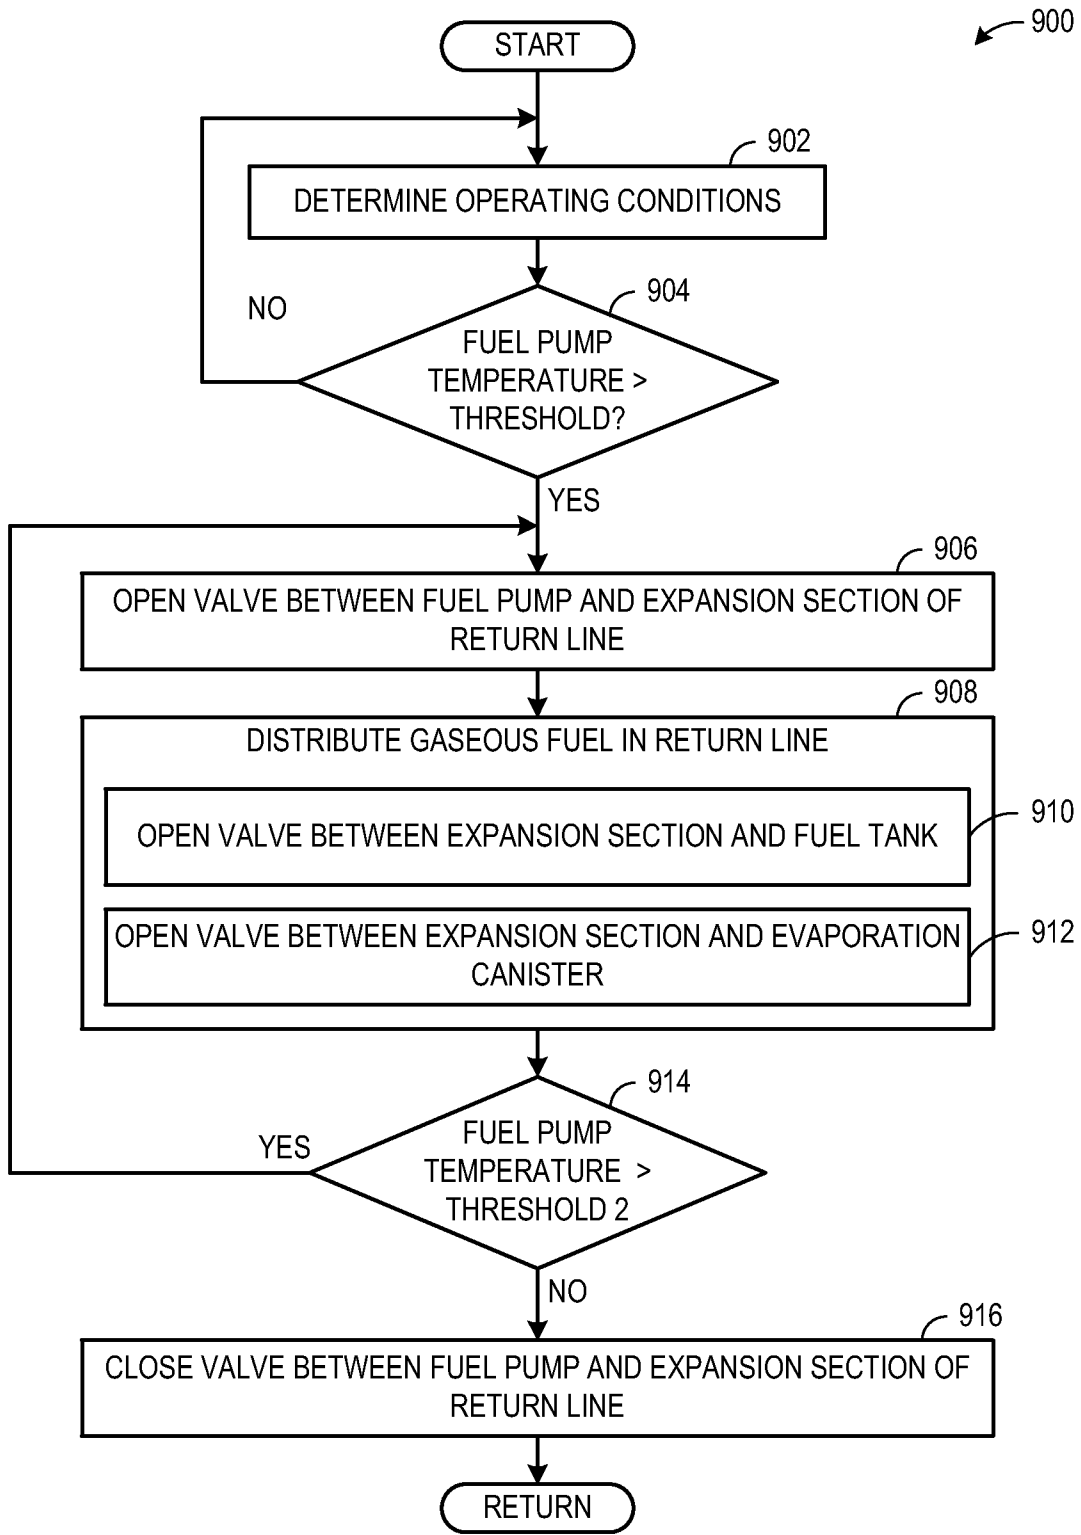 START
900
902
DETERMINE OPERATING CONDITIONS
904
NO
FUEL PUMP
TEMPERATURE >
THRESHOLD?
YES
906
OPEN VALVE BETWEEN FUEL PUMP AND EXPANSION SECTION OF
RETURN LINE
908
DISTRIBUTE GASEOUS FUEL IN RETURN LINE
910
OPEN VALVE BETWEEN EXPANSION SECTION AND FUEL TANK
912
OPEN VALVE BETWEEN EXPANSION SECTION AND EVAPORATION
CANISTER
914
YES
FUEL PUMP
TEMPERATURE >
THRESHOLD 2
NO
916
CLOSE VALVE BETWEEN FUEL PUMP AND EXPANSION SECTION OF
RETURN LINE
RETURN